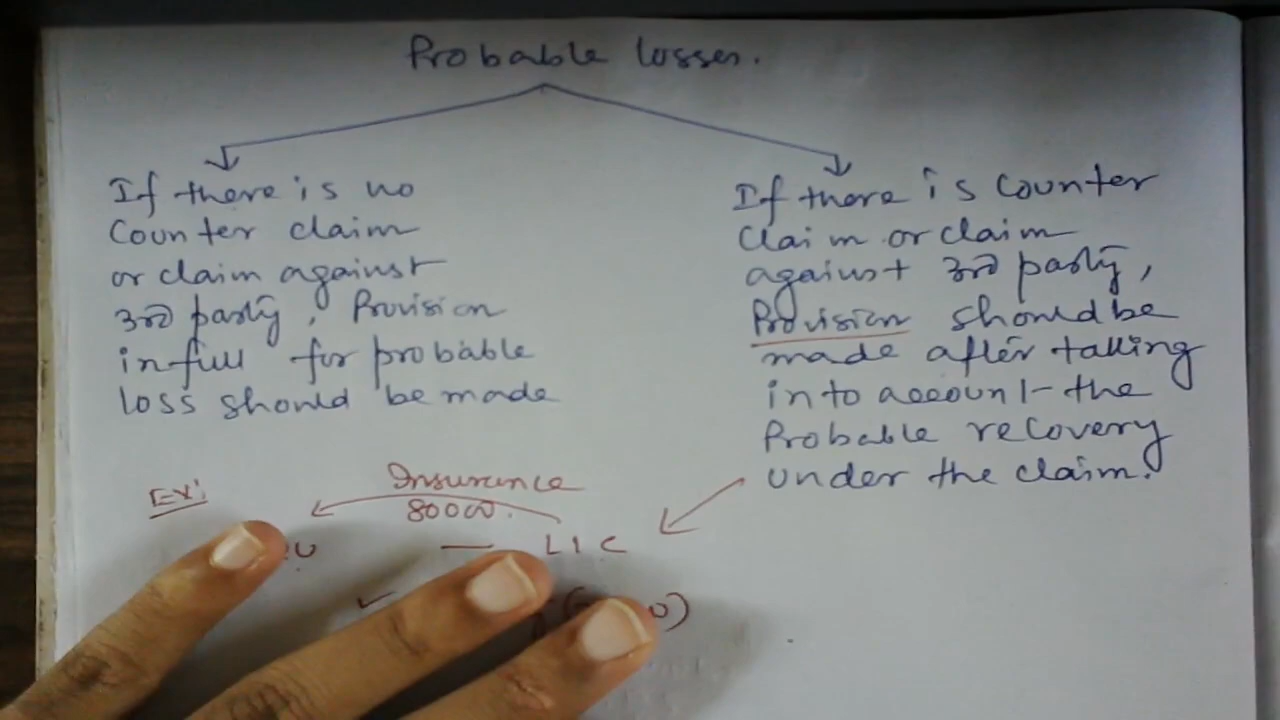 Probable losses.
If there is no
Counter claim
or claim against
3rd party, Provision
in full for probable
loss should be made
If there is Counter
Claim or claim
against 3rd party,
Provision should be
made after taking
into account the
Probable recovery
under the claim.
Ex:
Insurance
80000.
— LIC